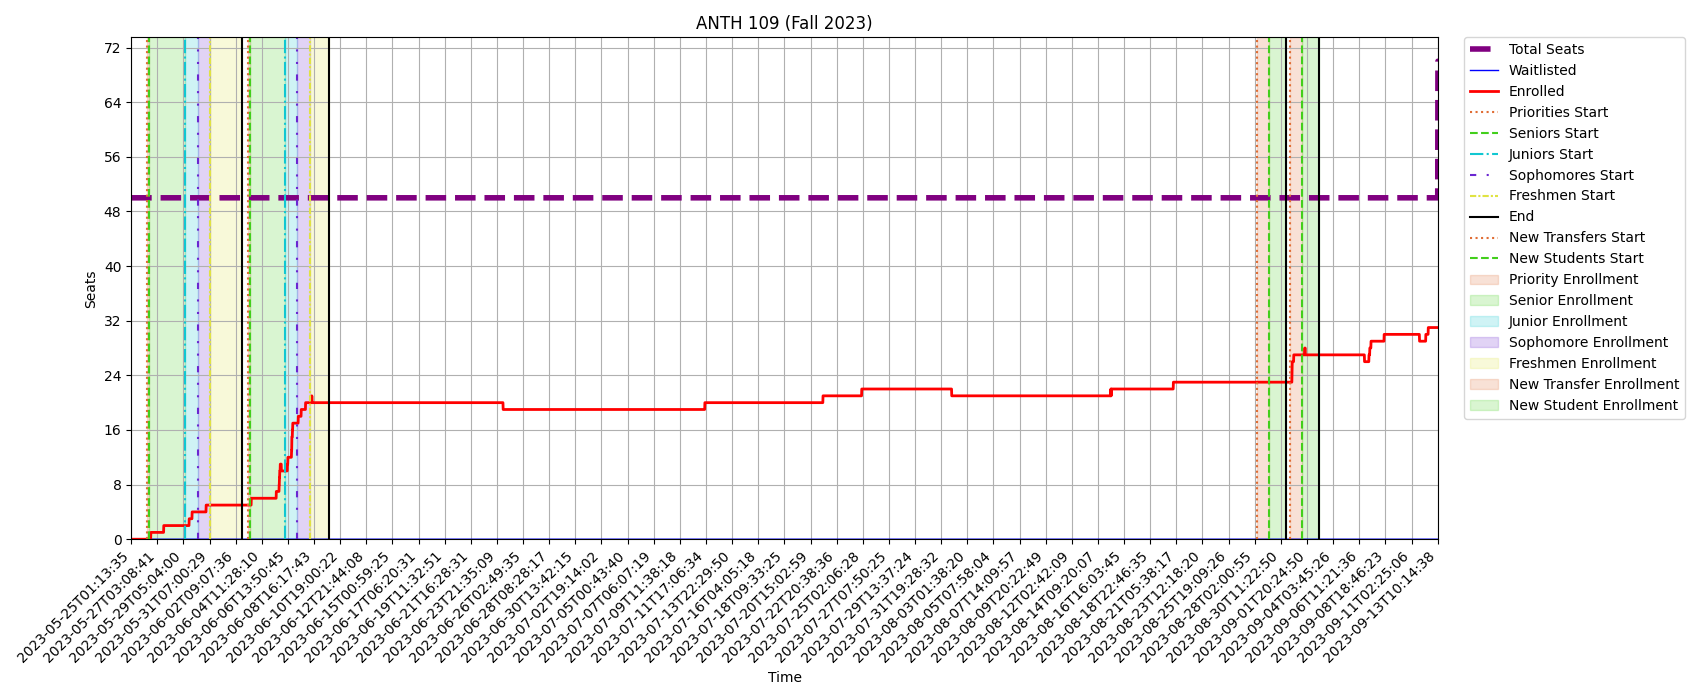 ANTH 109 (Fall 2023)
72
64
56
48
40
32
24
16
8
0
Seats
2023-05-25T01:13:35
2023-05-27T03:08:41
2023-05-29T05:04:00
2023-05-31T07:00:29
2023-06-02T09:07:36
2023-06-04T11:28:10
2023-06-06T13:50:45
2023-06-08T16:17:43
2023-06-10T19:00:22
2023-06-12T21:44:08
2023-06-15T00:59:25
2023-06-17T06:20:31
2023-06-19T11:32:51
2023-06-21T16:28:31
2023-06-23T21:35:09
2023-06-26T02:49:35
2023-06-28T08:28:17
2023-06-30T13:42:15
2023-07-02T19:14:02
2023-07-05T00:43:40
2023-07-07T06:07:19
2023-07-09T11:38:18
2023-07-11T17:06:34
2023-07-13T22:29:50
2023-07-16T04:05:18
2023-07-18T09:33:25
2023-07-20T15:02:59
2023-07-22T20:38:36
2023-07-25T02:06:28
2023-07-27T07:50:25
2023-07-29T13:37:24
2023-07-31T19:28:32
2023-08-03T01:38:20
2023-08-05T07:58:04
2023-08-07T14:09:57
2023-08-09T20:22:49
2023-08-12T02:42:09
2023-08-14T09:20:07
2023-08-16T16:03:45
2023-08-18T22:46:35
2023-08-21T05:38:17
2023-08-23T12:18:20
2023-08-25T19:09:26
2023-08-28T02:00:55
2023-08-30T11:22:50
2023-09-01T20:24:50
2023-09-04T03:45:26
2023-09-06T11:21:36
2023-09-08T18:46:23
2023-09-11T02:25:06
2023-09-13T10:14:38
Time
Total Seats
Waitlisted
Enrolled
Priorities Start
Seniors Start
Juniors Start
Sophomores Start
Freshmen Start
End
New Transfers Start
New Students Start
Priority Enrollment
Senior Enrollment
Junior Enrollment
Sophomore Enrollment
Freshmen Enrollment
New Transfer Enrollment
New Student Enrollment